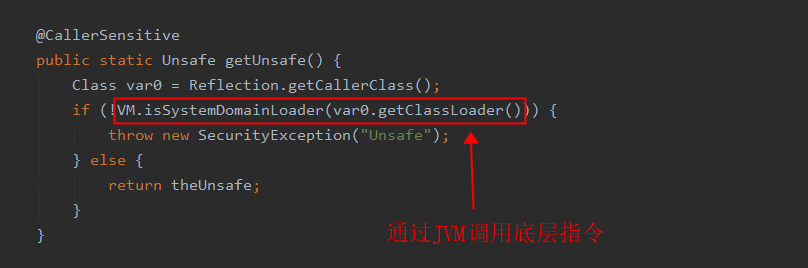 @CallerSensitive
public static Unsafe getUnsafe() {
    Class var0 = Reflection.getCallerClass();
    if (!VM.isSystemDomainLoader(var0.getClassLoader())) {
        throw new SecurityException("Unsafe");
    } else {
        return theUnsafe;
    }
}
通过JVM调用底层指令